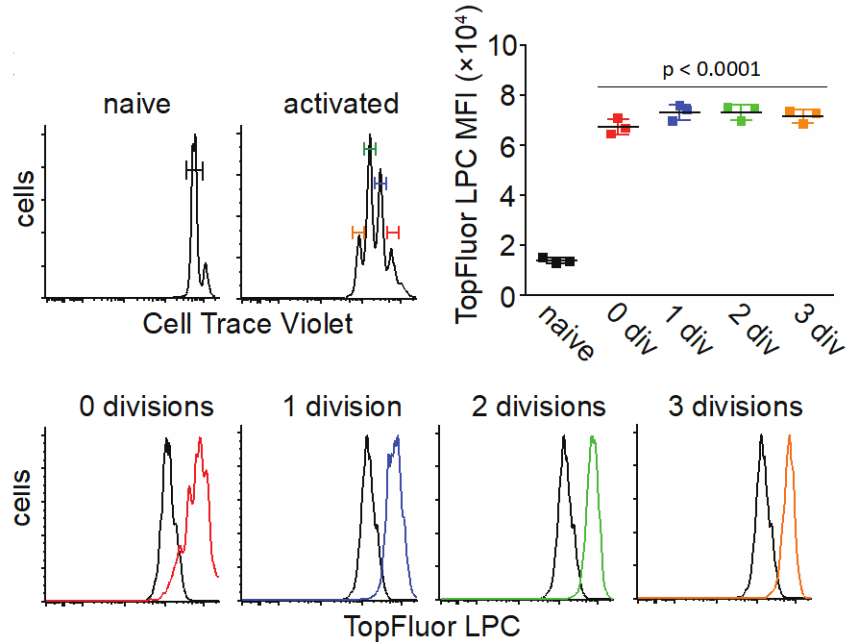 naive
activated
cells
Cell Trace Violet
TopFluor LPC MFI (×10⁴)
10
8
6
4
2
0
p < 0.0001
naive
0 div
1 div
2 div
3 div
0 divisions
1 division
2 divisions
3 divisions
cells
TopFluor LPC